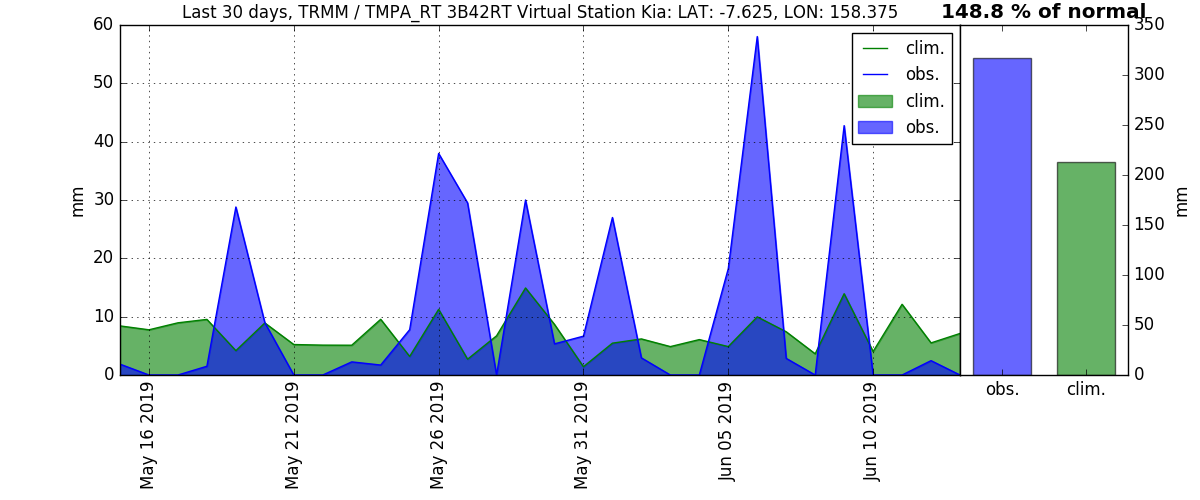 Last 30 days, TRMM / TMPA_RT 3B42RT Virtual Station Kia: LAT: -7.625, LON: 158.375
148.8 % of normal
clim.
obs.
clim.
obs.
60
50
40
30
20
10
0
mm
May 16 2019
May 21 2019
May 26 2019
May 31 2019
Jun 05 2019
Jun 10 2019
350
300
250
200
150
100
50
0
mm
obs.
clim.